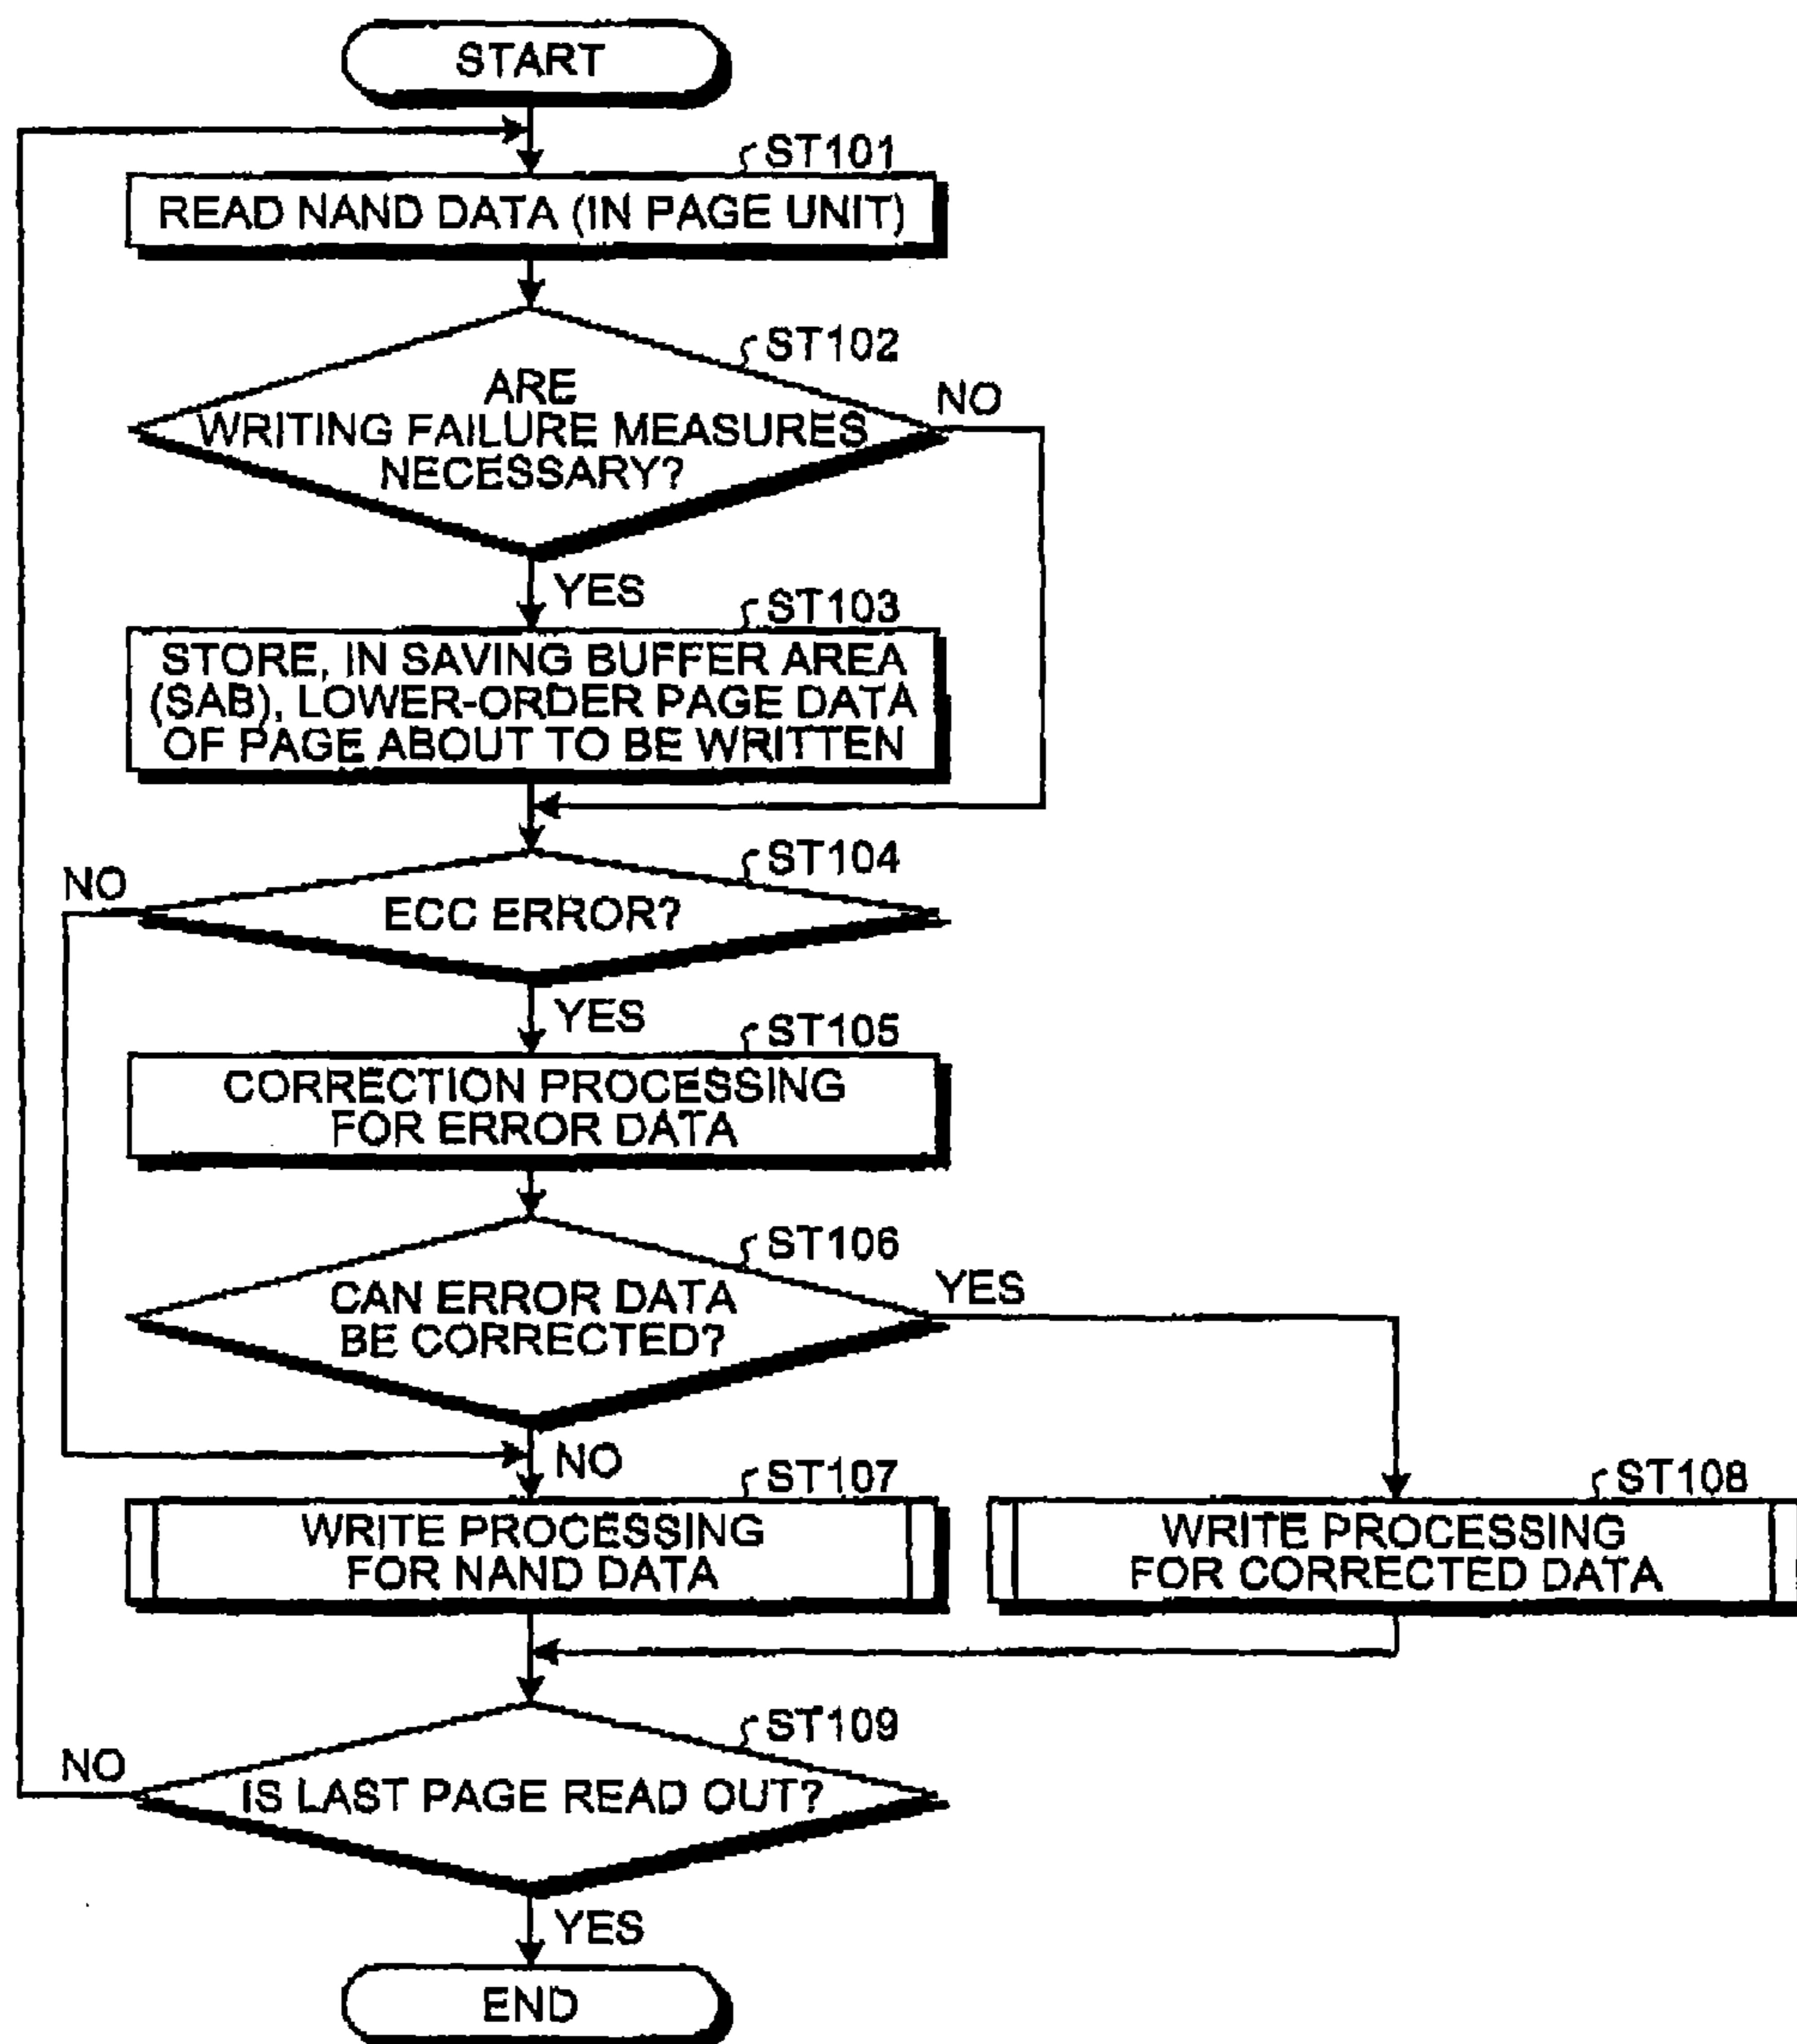 START
ST101
READ NAND DATA (IN PAGE UNIT)
ST102
ARE
WRITING FAILURE MEASURES
NECESSARY?
NO
YES
ST103
STORE, IN SAVING BUFFER AREA
(SAB), LOWER-ORDER PAGE DATA
OF PAGE ABOUT TO BE WRITTEN
ST104
NO
ECC ERROR?
YES
ST105
CORRECTION PROCESSING
FOR ERROR DATA
ST106
CAN ERROR DATA
BE CORRECTED?
YES
NO
ST107
WRITE PROCESSING
FOR NAND DATA
ST108
WRITE PROCESSING
FOR CORRECTED DATA
ST109
NO
IS LAST PAGE READ OUT?
YES
END